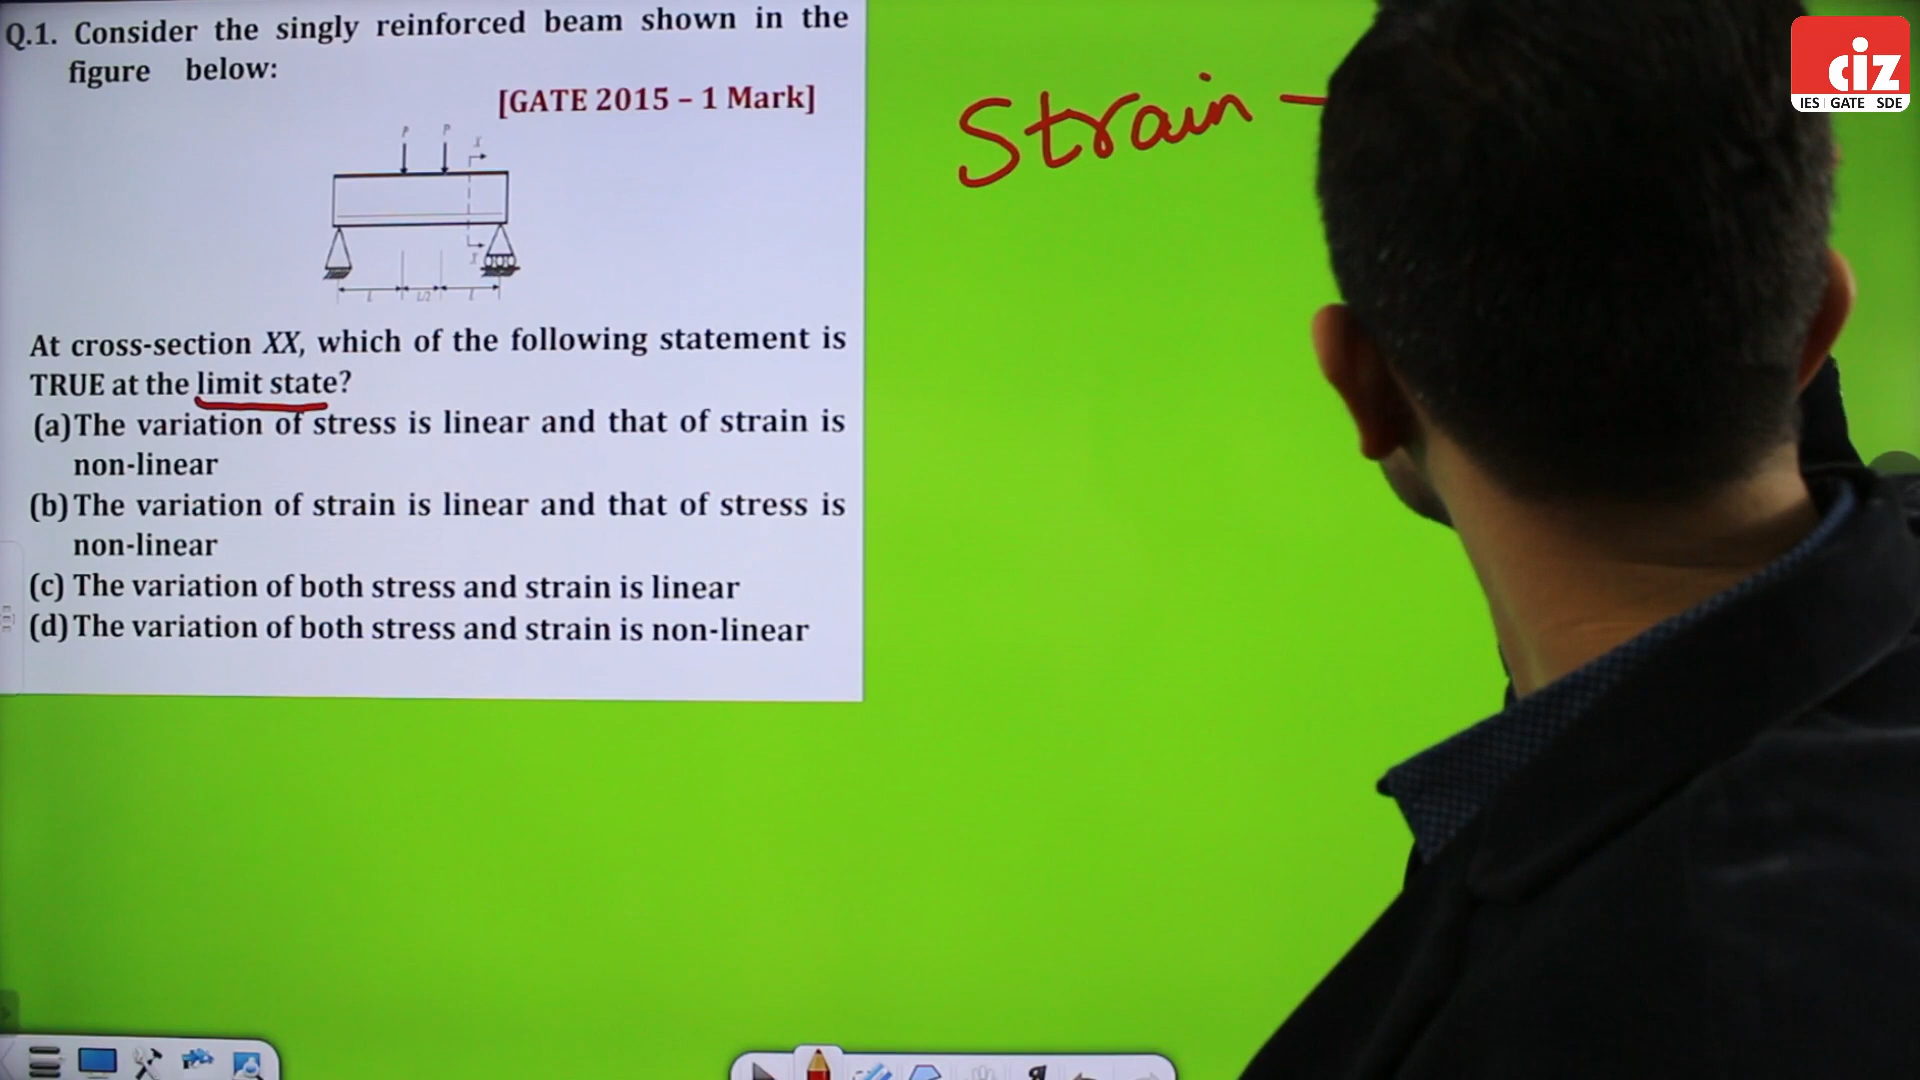 Q.1. Consider the singly reinforced beam shown in the
figure below:
[GATE 2015 – 1 Mark]
P P
X
X
L L/2 L
At cross-section XX, which of the following statement is
TRUE at the limit state?
(a) The variation of stress is linear and that of strain is
non-linear
(b) The variation of strain is linear and that of stress is
non-linear
(c) The variation of both stress and strain is linear
(d) The variation of both stress and strain is non-linear
Strain -
ciz
IES | GATE | SDE